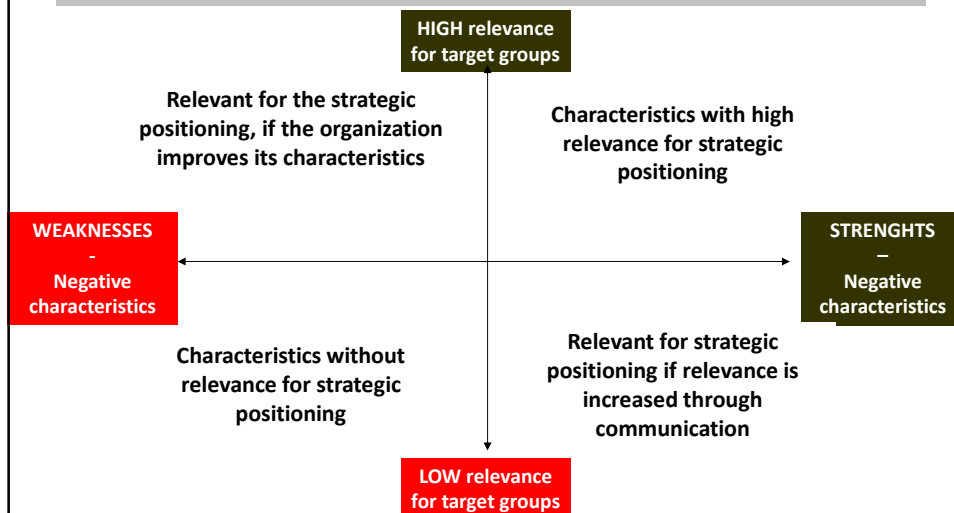 HIGH relevance
for target groups
Relevant for the strategic
positioning, if the organization
improves its characteristics
Characteristics with high
relevance for strategic
positioning
WEAKNESSES
-
Negative
characteristics
STRENGHTS
–
Negative
characteristics
Characteristics without
relevance for strategic
positioning
Relevant for strategic
positioning if relevance is
increased through
communication
LOW relevance
for target groups